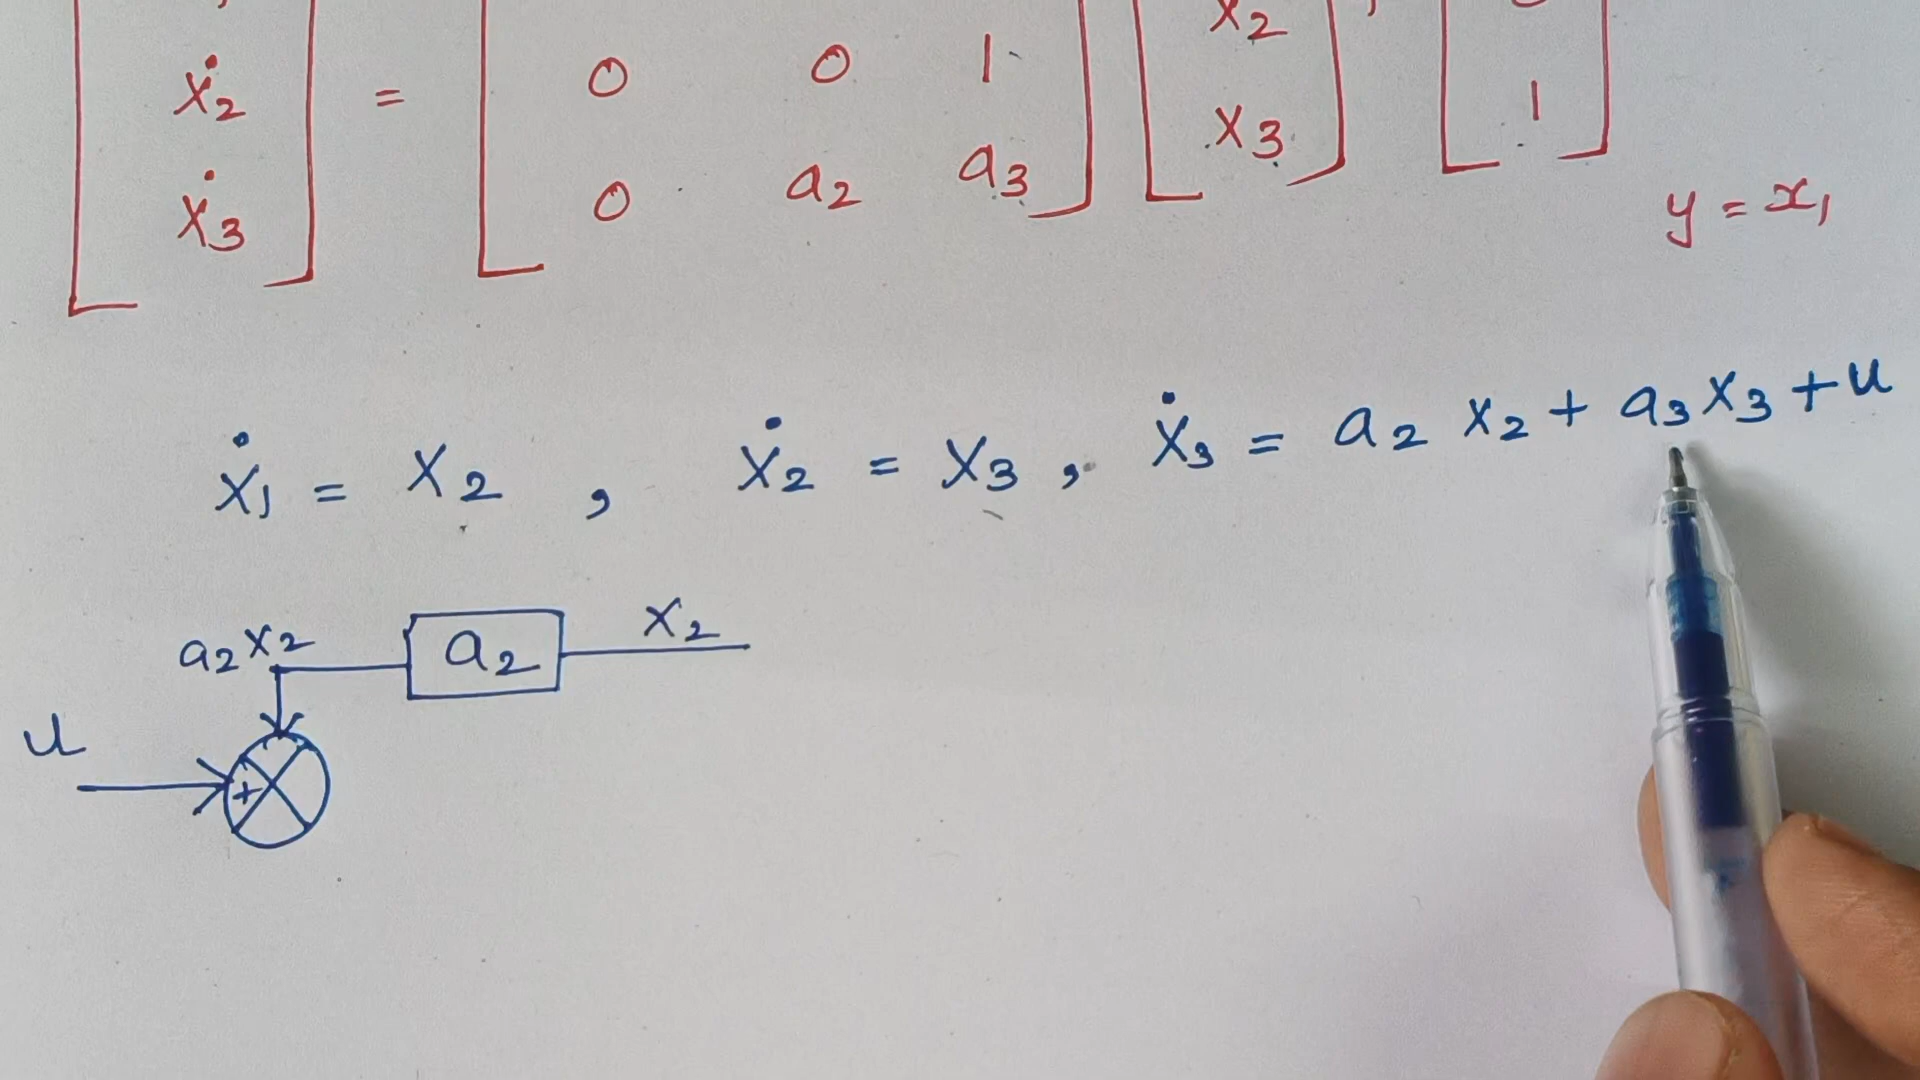 ẋ2 = 0 0 1 x2
ẋ3 0 a2 a3 x3 1
y = x1
ẋ1 = x2 , ẋ2 = x3 , ẋ3 = a2 x2 + a3 x3 + u
a2x2 a2 x2
u +